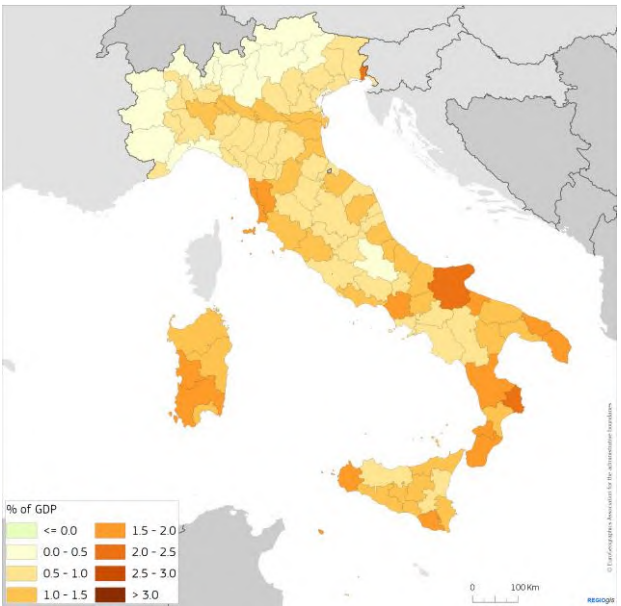 % of GDP
<= 0.0
0.0 - 0.5
0.5 - 1.0
1.0 - 1.5
1.5 - 2.0
2.0 - 2.5
2.5 - 3.0
> 3.0
0 100 Km
REGIOgis
© EuroGeographics Association for the administrative boundaries